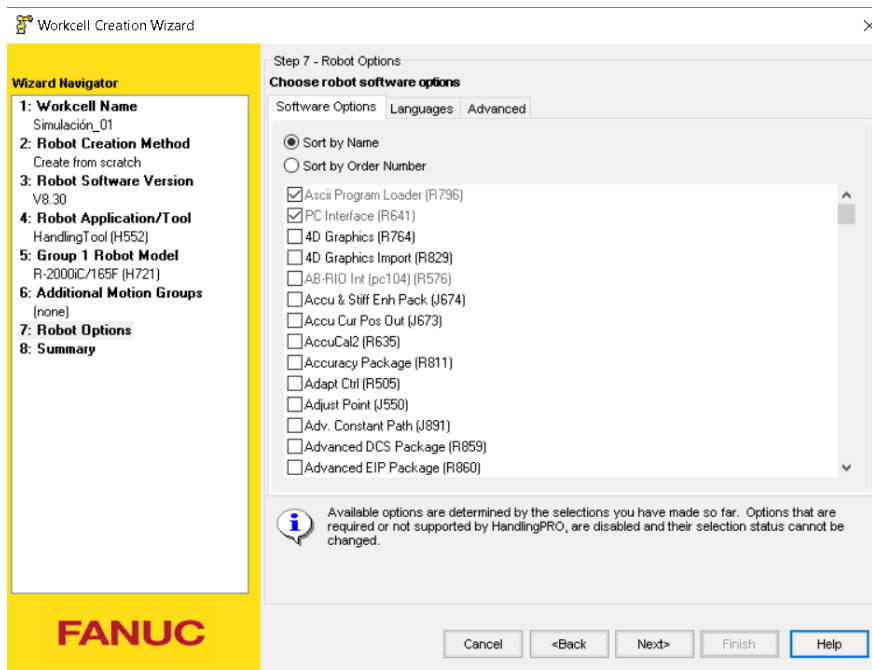 Workcell Creation Wizard
Wizard Navigator
1: Workcell Name
Simulación_01
2: Robot Creation Method
Create from scratch
3: Robot Software Version
V8.30
4: Robot Application/Tool
HandlingTool (H552)
5: Group 1 Robot Model
R-2000iC/165F (H721)
6: Additional Motion Groups
(none)
7: Robot Options
8: Summary
FANUC
Step 7 - Robot Options
Choose robot software options
Software Options Languages Advanced
Sort by Name
Sort by Order Number
Ascii Program Loader (R796)
PC Interface (R641)
4D Graphics (R764)
4D Graphics Import (R829)
AB-RIO Int (pc104) (R576)
Accu & Stiff Enh Pack (J674)
Accu Cur Pos Out (J673)
AccuCal2 (R635)
Accuracy Package (R811)
Adapt Ctrl (R505)
Adjust Point (J550)
Adv. Constant Path (J891)
Advanced DCS Package (R859)
Advanced EIP Package (R860)
Available options are determined by the selections you have made so far. Options that are
required or not supported by HandlingPRO, are disabled and their selection status cannot be
changed.
Cancel <Back Next> Finish Help